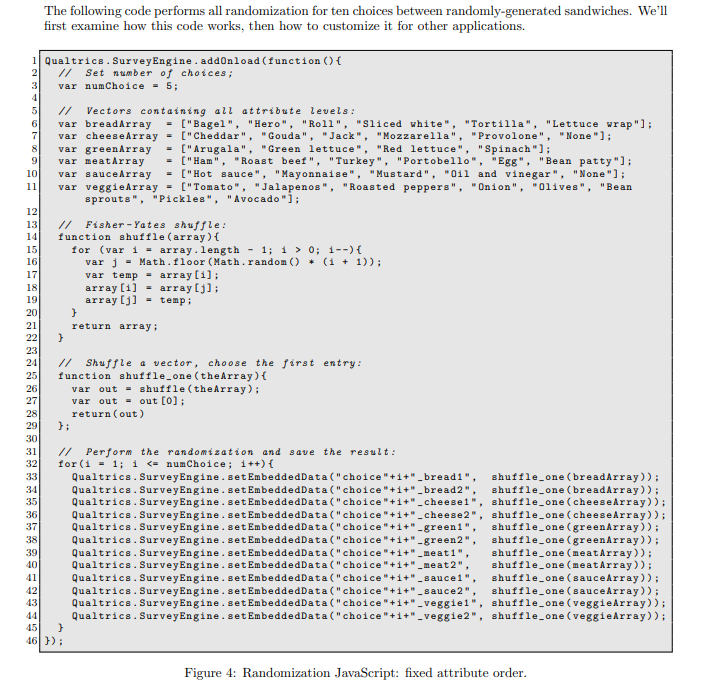 The following code performs all randomization for ten choices between randomly-generated sandwiches. We'll
first examine how this code works, then how to customize it for other applications.
1 Qualtrics.SurveyEngine.addOnload(function(){
2 // Set number of choices;
3 var numChoice = 5;
4
5 // Vectors containing all attribute levels:
6 var breadArray = ["Bagel", "Hero", "Roll", "Sliced white", "Tortilla", "Lettuce wrap"];
7 var cheeseArray = ["Cheddar", "Gouda", "Jack", "Mozzarella", "Provolone", "None"];
8 var greenArray = ["Arugala", "Green lettuce", "Red lettuce", "Spinach"];
9 var meatArray = ["Ham", "Roast beef", "Turkey", "Portobello", "Egg", "Bean patty"];
10 var sauceArray = ["Hot sauce", "Mayonnaise", "Mustard", "Oil and vinegar", "None"];
11 var veggieArray = ["Tomato", "Jalapenos", "Roasted peppers", "Onion", "Olives", "Bean
sprouts", "Pickles", "Avocado"];
12
13 // Fisher-Yates shuffle:
14 function shuffle(array){
15 for (var i = array.length - 1; i > 0; i--){
16 var j = Math.floor(Math.random() * (i + 1));
17 var temp = array[i];
18 array[i] = array[j];
19 array[j] = temp;
20 }
21 return array;
22 }
23
24 // Shuffle a vector, choose the first entry:
25 function shuffle_one(theArray){
26 var out = shuffle(theArray);
27 var out = out[0];
28 return(out)
29 };
30
31 // Perform the randomization and save the result:
32 for(i = 1; i <= numChoice; i++){
33 Qualtrics.SurveyEngine.setEmbeddedData("choice"+i+"_bread1", shuffle_one(breadArray));
34 Qualtrics.SurveyEngine.setEmbeddedData("choice"+i+"_bread2", shuffle_one(breadArray));
35 Qualtrics.SurveyEngine.setEmbeddedData("choice"+i+"_cheese1", shuffle_one(cheeseArray));
36 Qualtrics.SurveyEngine.setEmbeddedData("choice"+i+"_cheese2", shuffle_one(cheeseArray));
37 Qualtrics.SurveyEngine.setEmbeddedData("choice"+i+"_green1", shuffle_one(greenArray));
38 Qualtrics.SurveyEngine.setEmbeddedData("choice"+i+"_green2", shuffle_one(greenArray));
39 Qualtrics.SurveyEngine.setEmbeddedData("choice"+i+"_meat1", shuffle_one(meatArray));
40 Qualtrics.SurveyEngine.setEmbeddedData("choice"+i+"_meat2", shuffle_one(meatArray));
41 Qualtrics.SurveyEngine.setEmbeddedData("choice"+i+"_sauce1", shuffle_one(sauceArray));
42 Qualtrics.SurveyEngine.setEmbeddedData("choice"+i+"_sauce2", shuffle_one(sauceArray));
43 Qualtrics.SurveyEngine.setEmbeddedData("choice"+i+"_veggie1", shuffle_one(veggieArray));
44 Qualtrics.SurveyEngine.setEmbeddedData("choice"+i+"_veggie2", shuffle_one(veggieArray));
45 }
46 });
Figure 4: Randomization JavaScript: fixed attribute order.